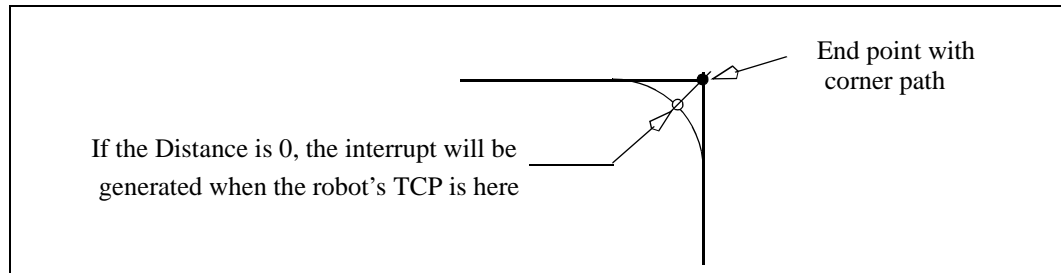 End point with
corner path
If the Distance is 0, the interrupt will be
generated when the robot's TCP is here